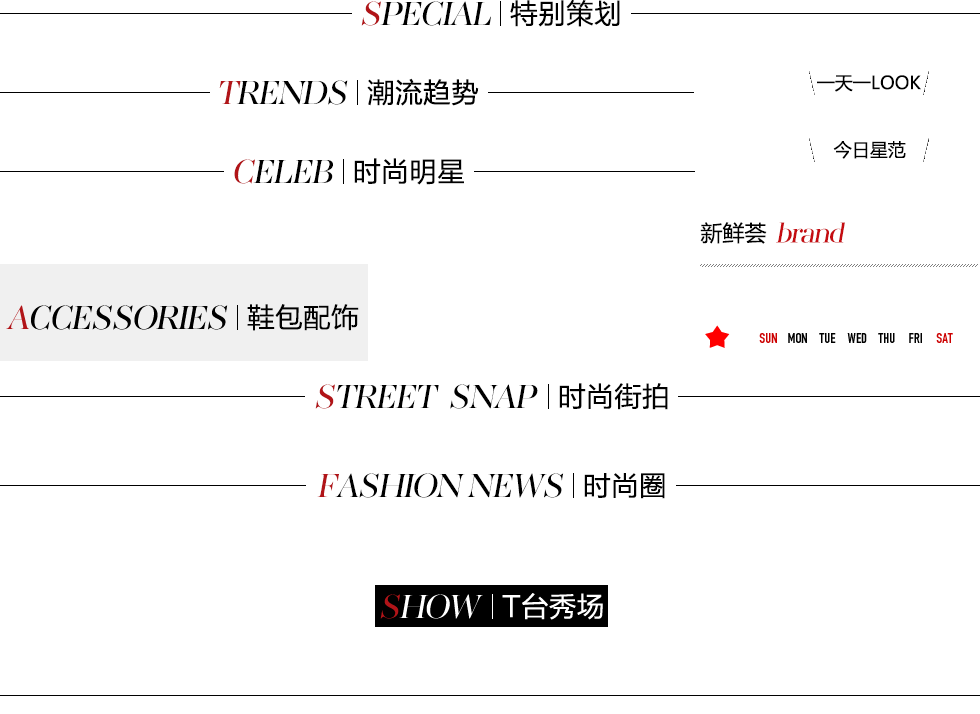 SPECIAL | 特别策划
TRENDS | 潮流趋势
\一天一LOOK/
\今日星范/
CELEB | 时尚明星
新鲜荟 brand
ACCESSORIES | 鞋包配饰
SUN MON TUE WED THU FRI SAT
STREET SNAP | 时尚街拍
FASHION NEWS | 时尚圈
SHOW | T台秀场